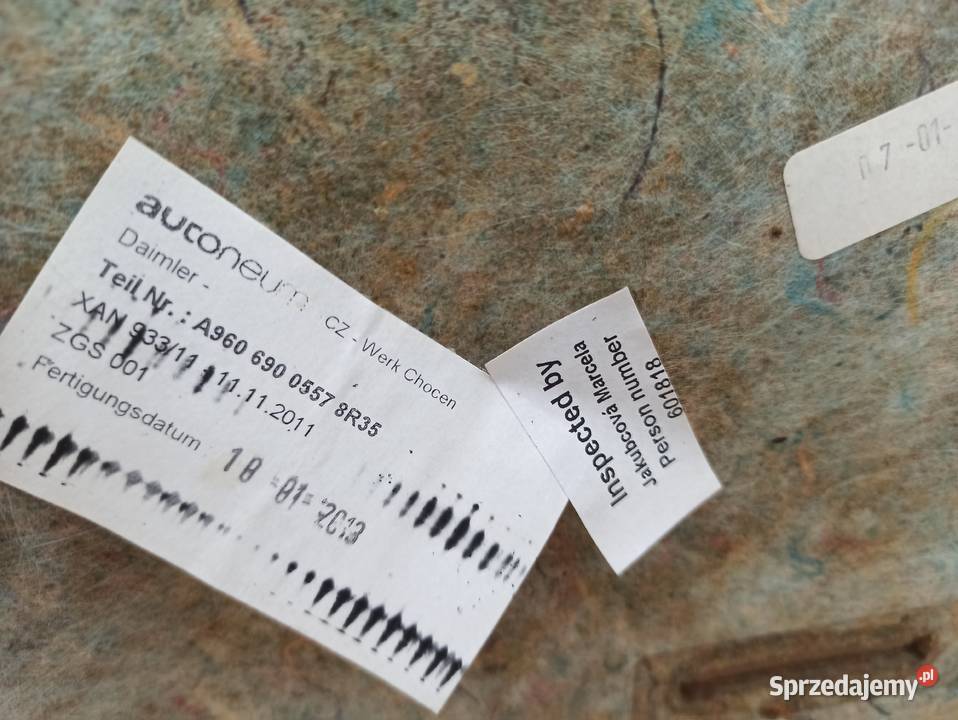 autoneum CZ - Werk Chocen
Daimler -
Teil Nr.: A960 690 0557 8R35
XAN 933/11 11.11.2011
ZGS 001
Fertigungsdatum 18 -01- 2013
Inspected by
Jakubcová Marcela
Person number
601818
-01-
Sprzedajemy.pl